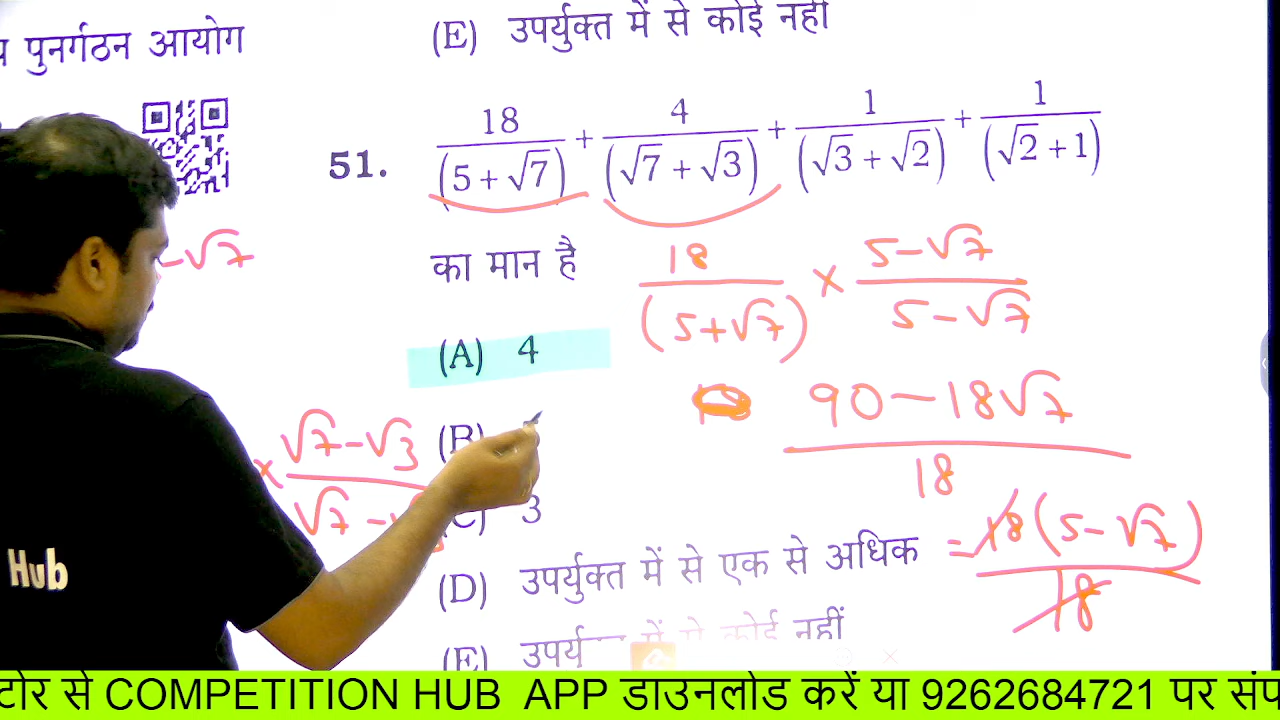 पुनर्गठन आयोग
(E) उपर्युक्त में से कोई नहीं
51. 18/(5 + √7) + 4/(√7 + √3) + 1/(√3 + √2) + 1/(√2 + 1)
का मान है
(A) 4
(B)
(C) 3
(D) उपर्युक्त में से एक से अधिक
(E)
में से कोई नहीं
- √7
× (√7 - √3)/(√7 -
18/(5+√7) × (5-√7)/(5-√7)
(90 - 18√7)/18
= 18(5-√7)/18
Hub
से COMPETITION HUB APP डाउनलोड करें या 9262684721 पर